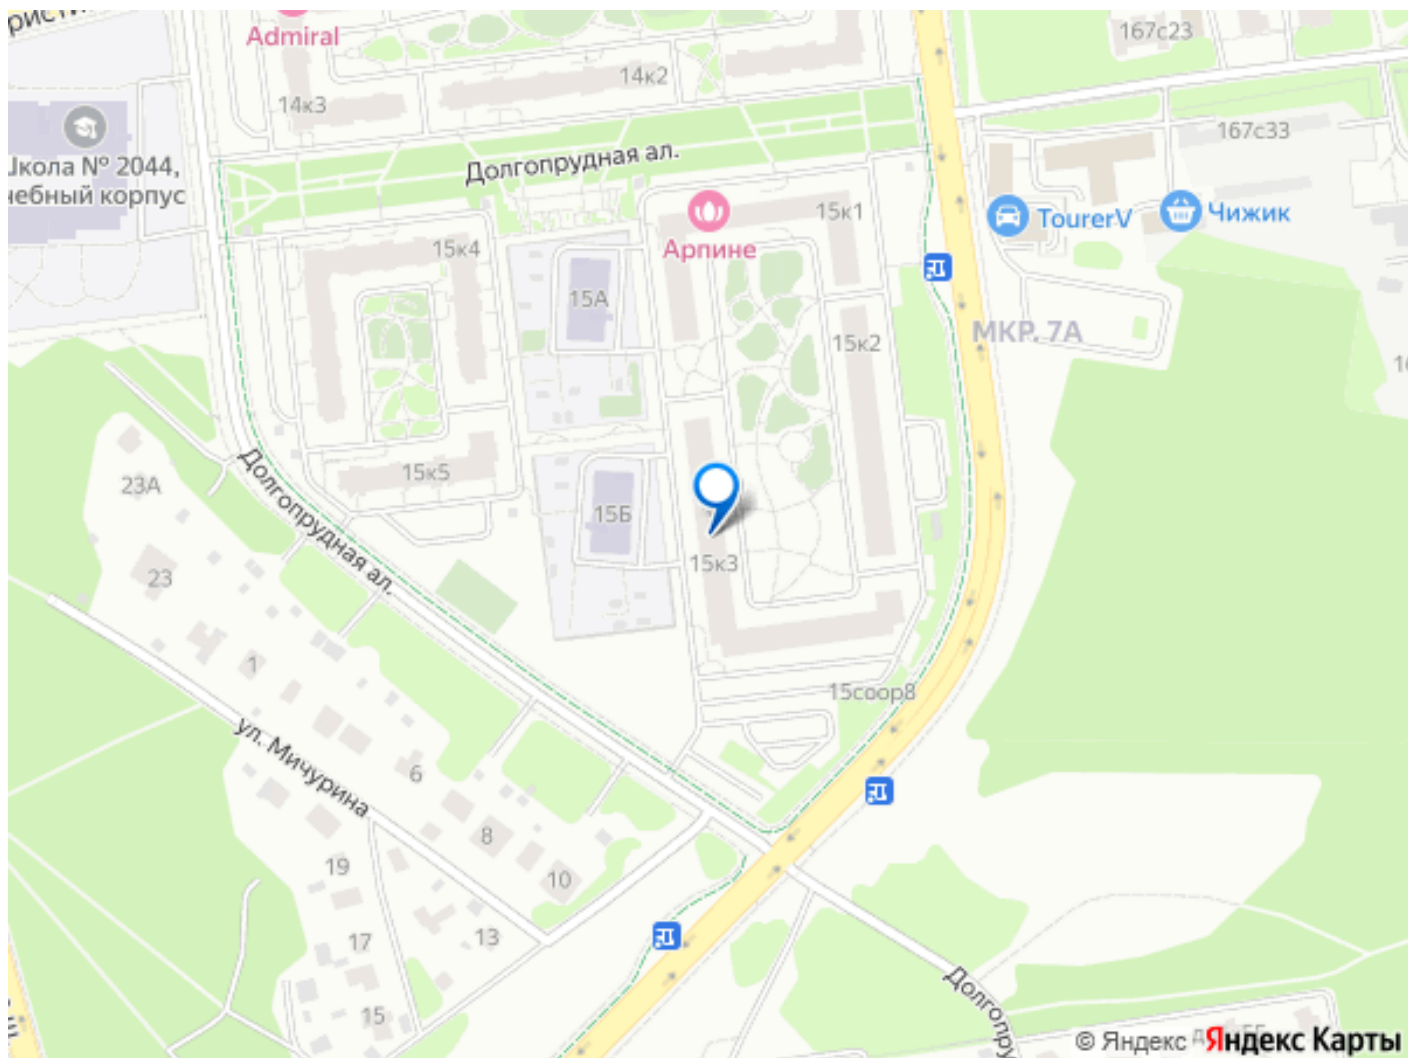 Admiral
167с23
14к2
14к3
167с33
Школа № 2044,
учебный корпус
Долгопрудная ал.
15к1
TourerV
Чижик
Арпине
15к4
15А
МКР. 7А
15к2
15к5
23А
15Б
Долгопрудная ал.
15к3
23
1
15соор8
ул. Мичурина
6
8
19
10
17
13
15
© Яндекс
Яндекс Карты